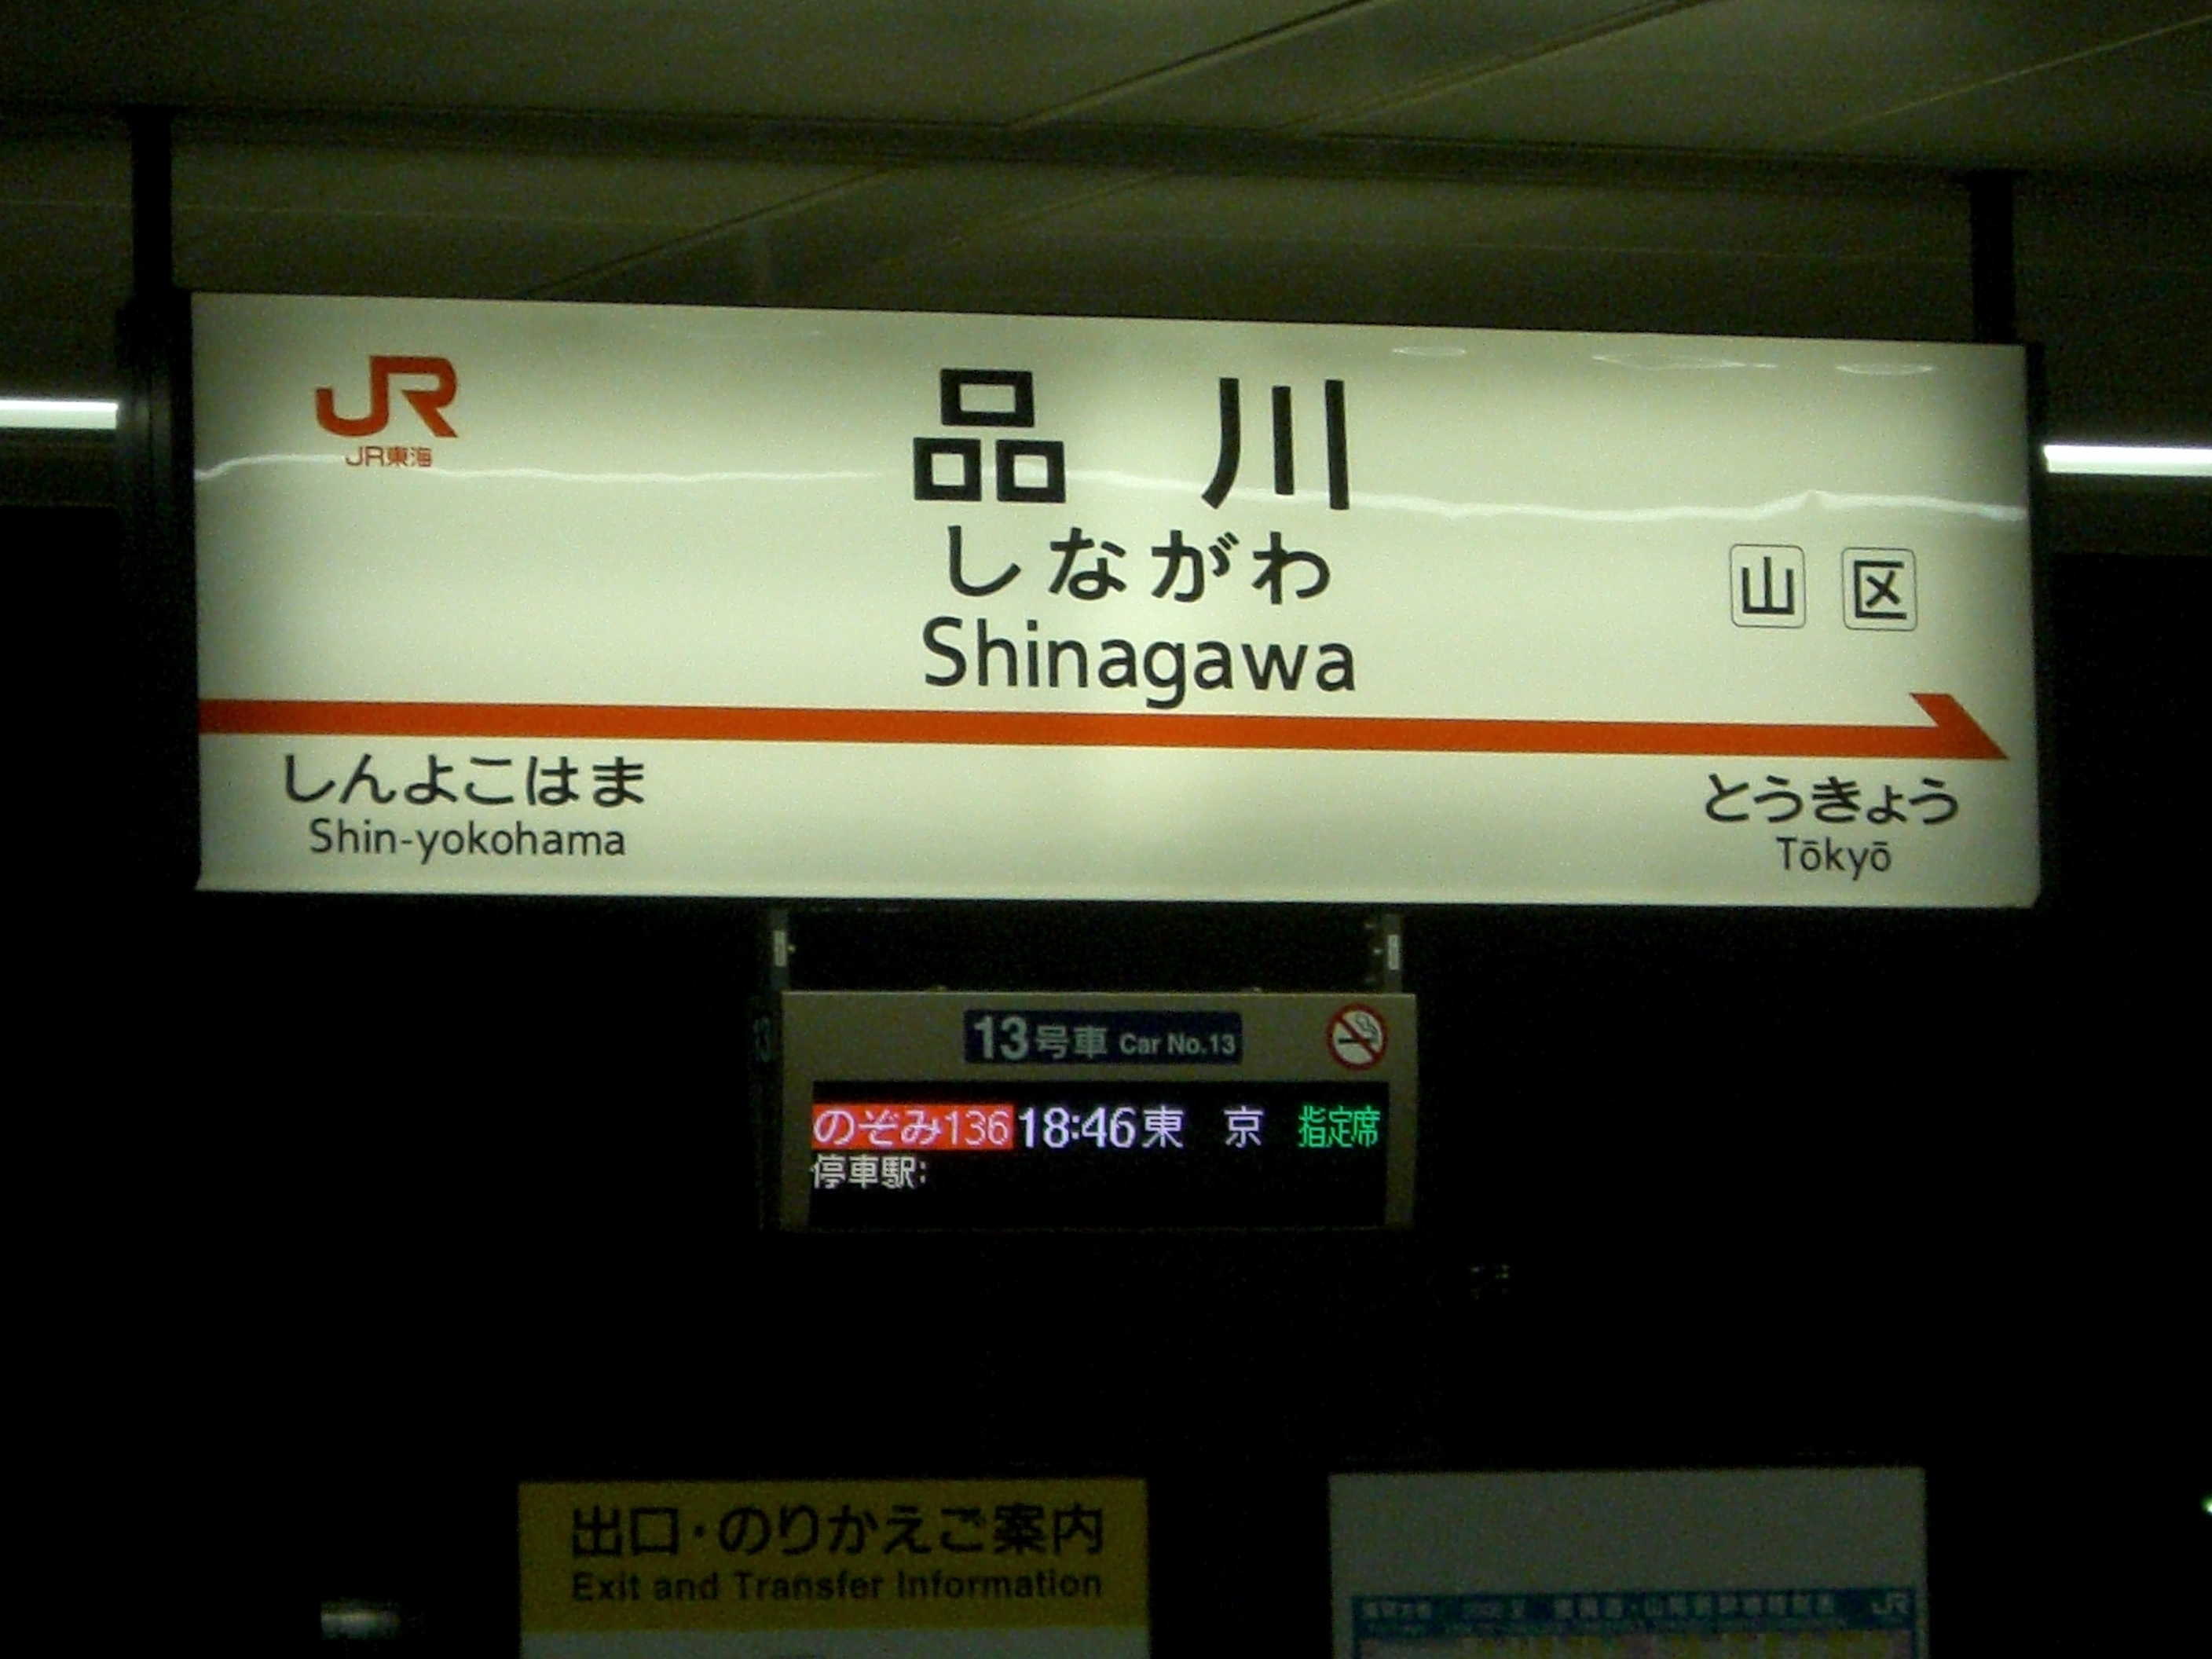 JR
JR東海
品川
しながわ
Shinagawa
山 区
しんよこはま
Shin-yokohama
とうきょう
Tōkyō
13号車 Car No.13
のぞみ136 18:46 東京 指定席
停車駅:
出口・のりかえご案内
Exit and Transfer Information
JR